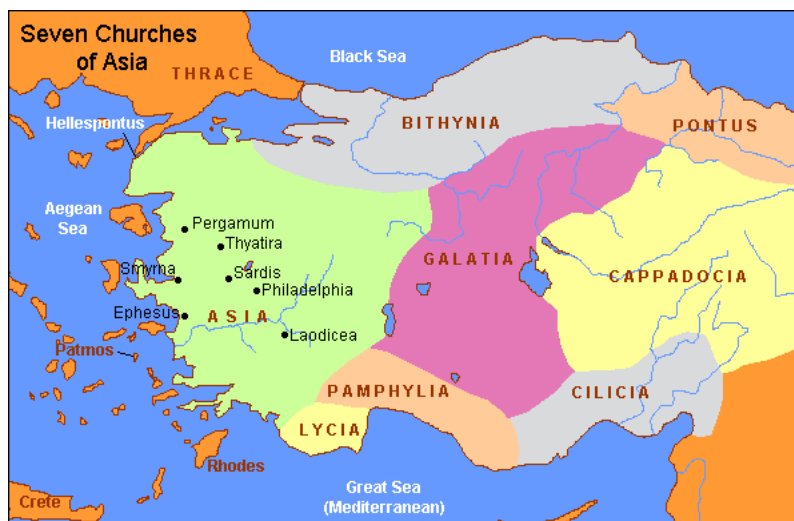 Seven Churches
of Asia
Black Sea
THRACE
Hellespontus
BITHYNIA
PONTUS
Aegean
Sea
Pergamum
Thyatira
GALATIA
CAPPADOCIA
Smyrna
Sardis
Philadelphia
Ephesus
ASIA
Laodicea
Patmos
PAMPHYLIA
CILICIA
LYCIA
Rhodes
Great Sea
(Mediterranean)
Crete